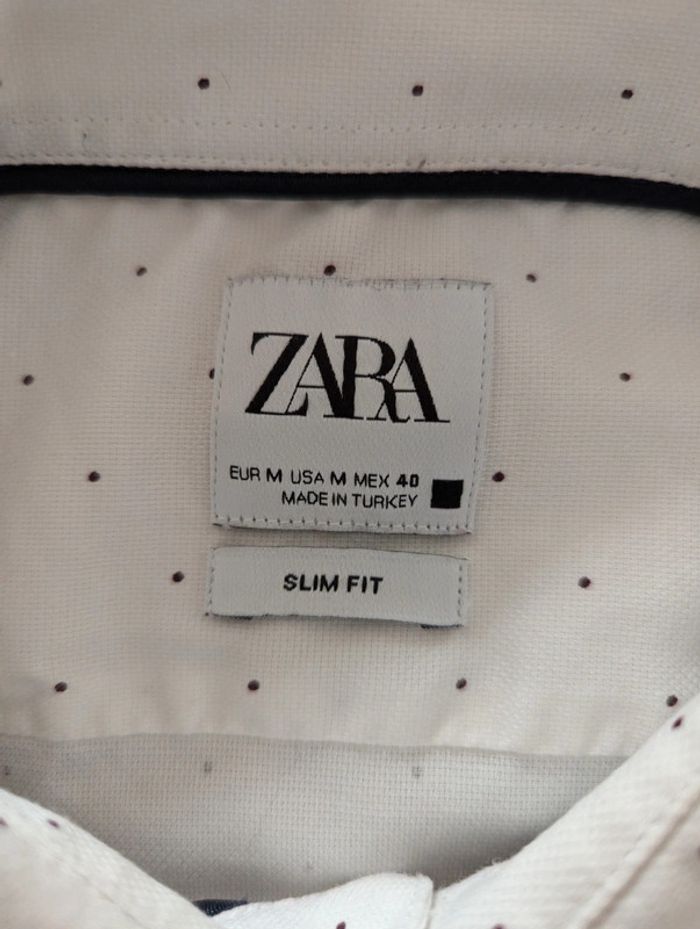 ZARA
EUR M USA M MEX 40
MADE IN TURKEY
SLIM FIT